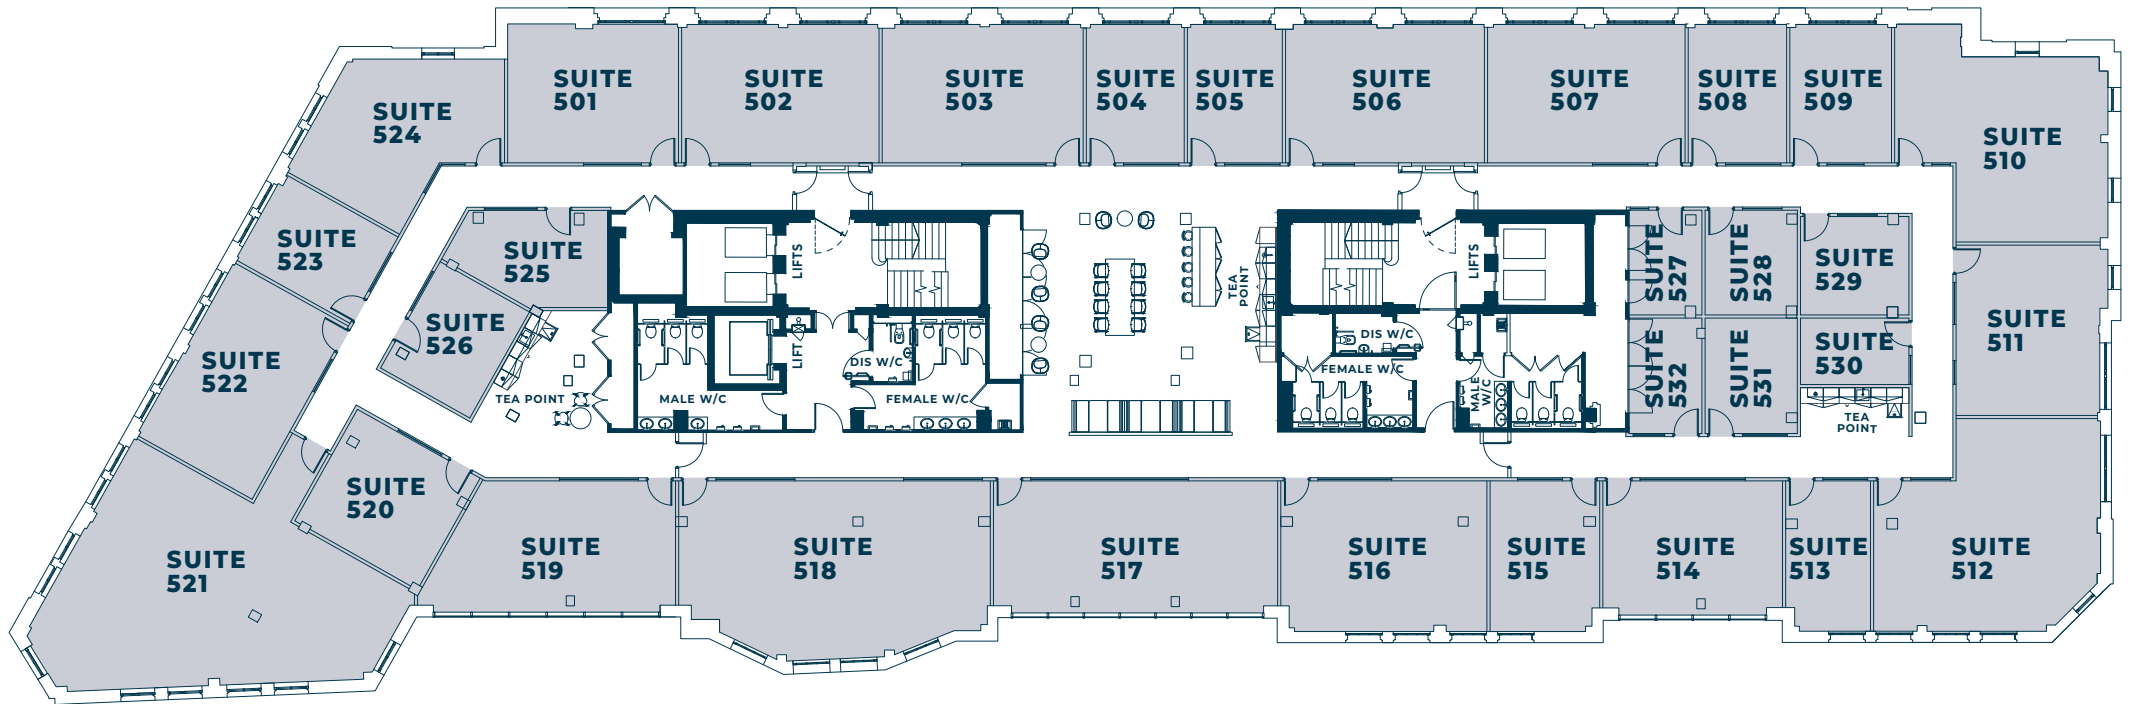 SUITE
501
SUITE
502
SUITE
503
SUITE
504
SUITE
505
SUITE
506
SUITE
507
SUITE
508
SUITE
509
SUITE
510
SUITE
524
SUITE
523
SUITE
525
SUITE
526
SUITE
522
LIFTS
LIFT
DIS W/C
MALE W/C
FEMALE W/C
TEA POINT
TEA
POINT
LIFTS
DIS W/C
FEMALE W/C
MALE
W/C
SUITE
527
SUITE
528
SUITE
529
SUITE
530
SUITE
532
SUITE
531
TEA
POINT
SUITE
511
SUITE
520
SUITE
521
SUITE
519
SUITE
518
SUITE
517
SUITE
516
SUITE
515
SUITE
514
SUITE
513
SUITE
512